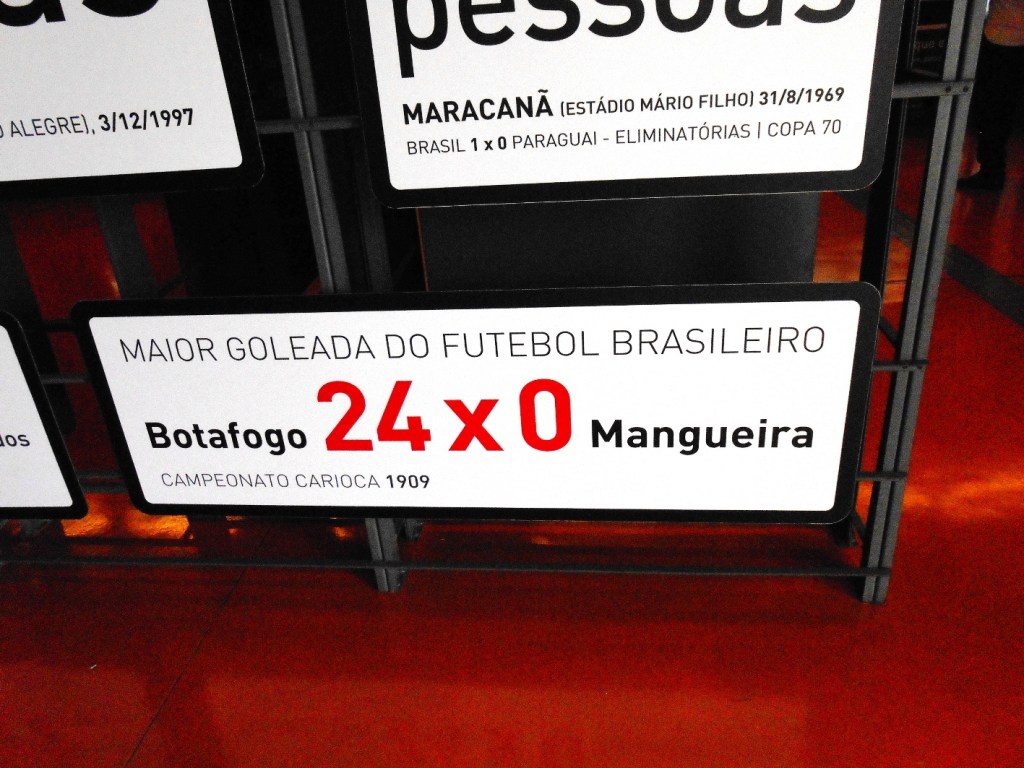 pessoas
ALEGRE), 3/12/1997
MARACANÃ (ESTÁDIO MÁRIO FILHO) 31/8/1969
BRASIL 1 x 0 PARAGUAI - ELIMINATÓRIAS | COPA 70
MAIOR GOLEADA DO FUTEBOL BRASILEIRO
Botafogo 24 x 0 Mangueira
CAMPEONATO CARIOCA 1909